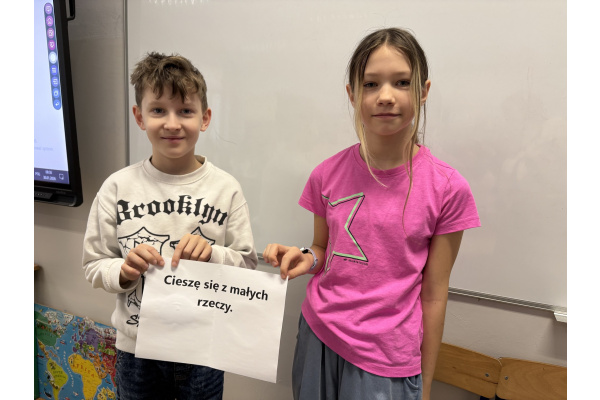 Brooklyn
Cieszę się z małych
rzeczy.